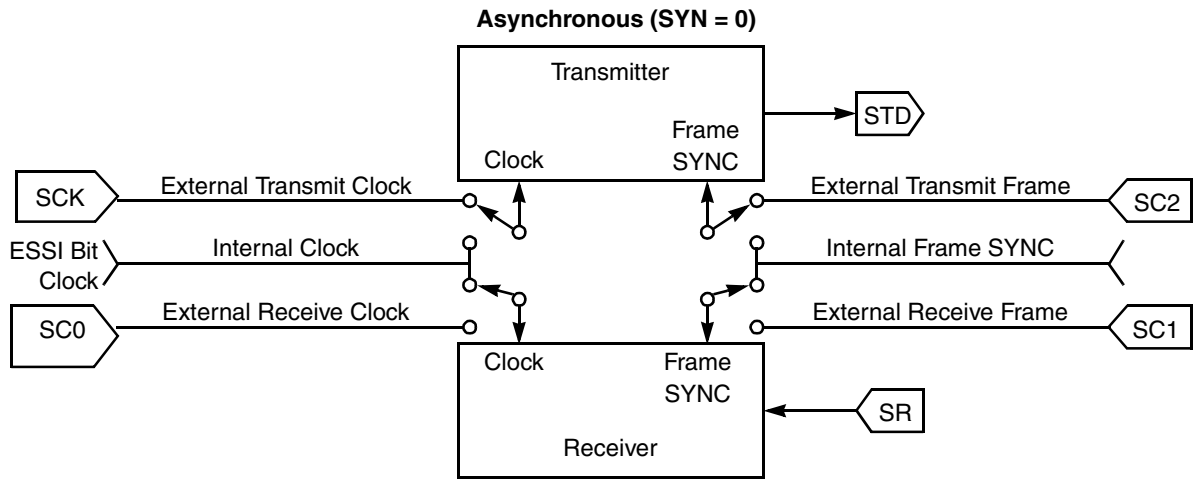 Asynchronous (SYN = 0)
Transmitter
STD
Frame
SYNC
Clock
SCK
External Transmit Clock
External Transmit Frame
SC2
ESSI Bit
Clock
Internal Clock
Internal Frame SYNC
SC0
External Receive Clock
External Receive Frame
SC1
Clock
Frame
SYNC
SR
Receiver